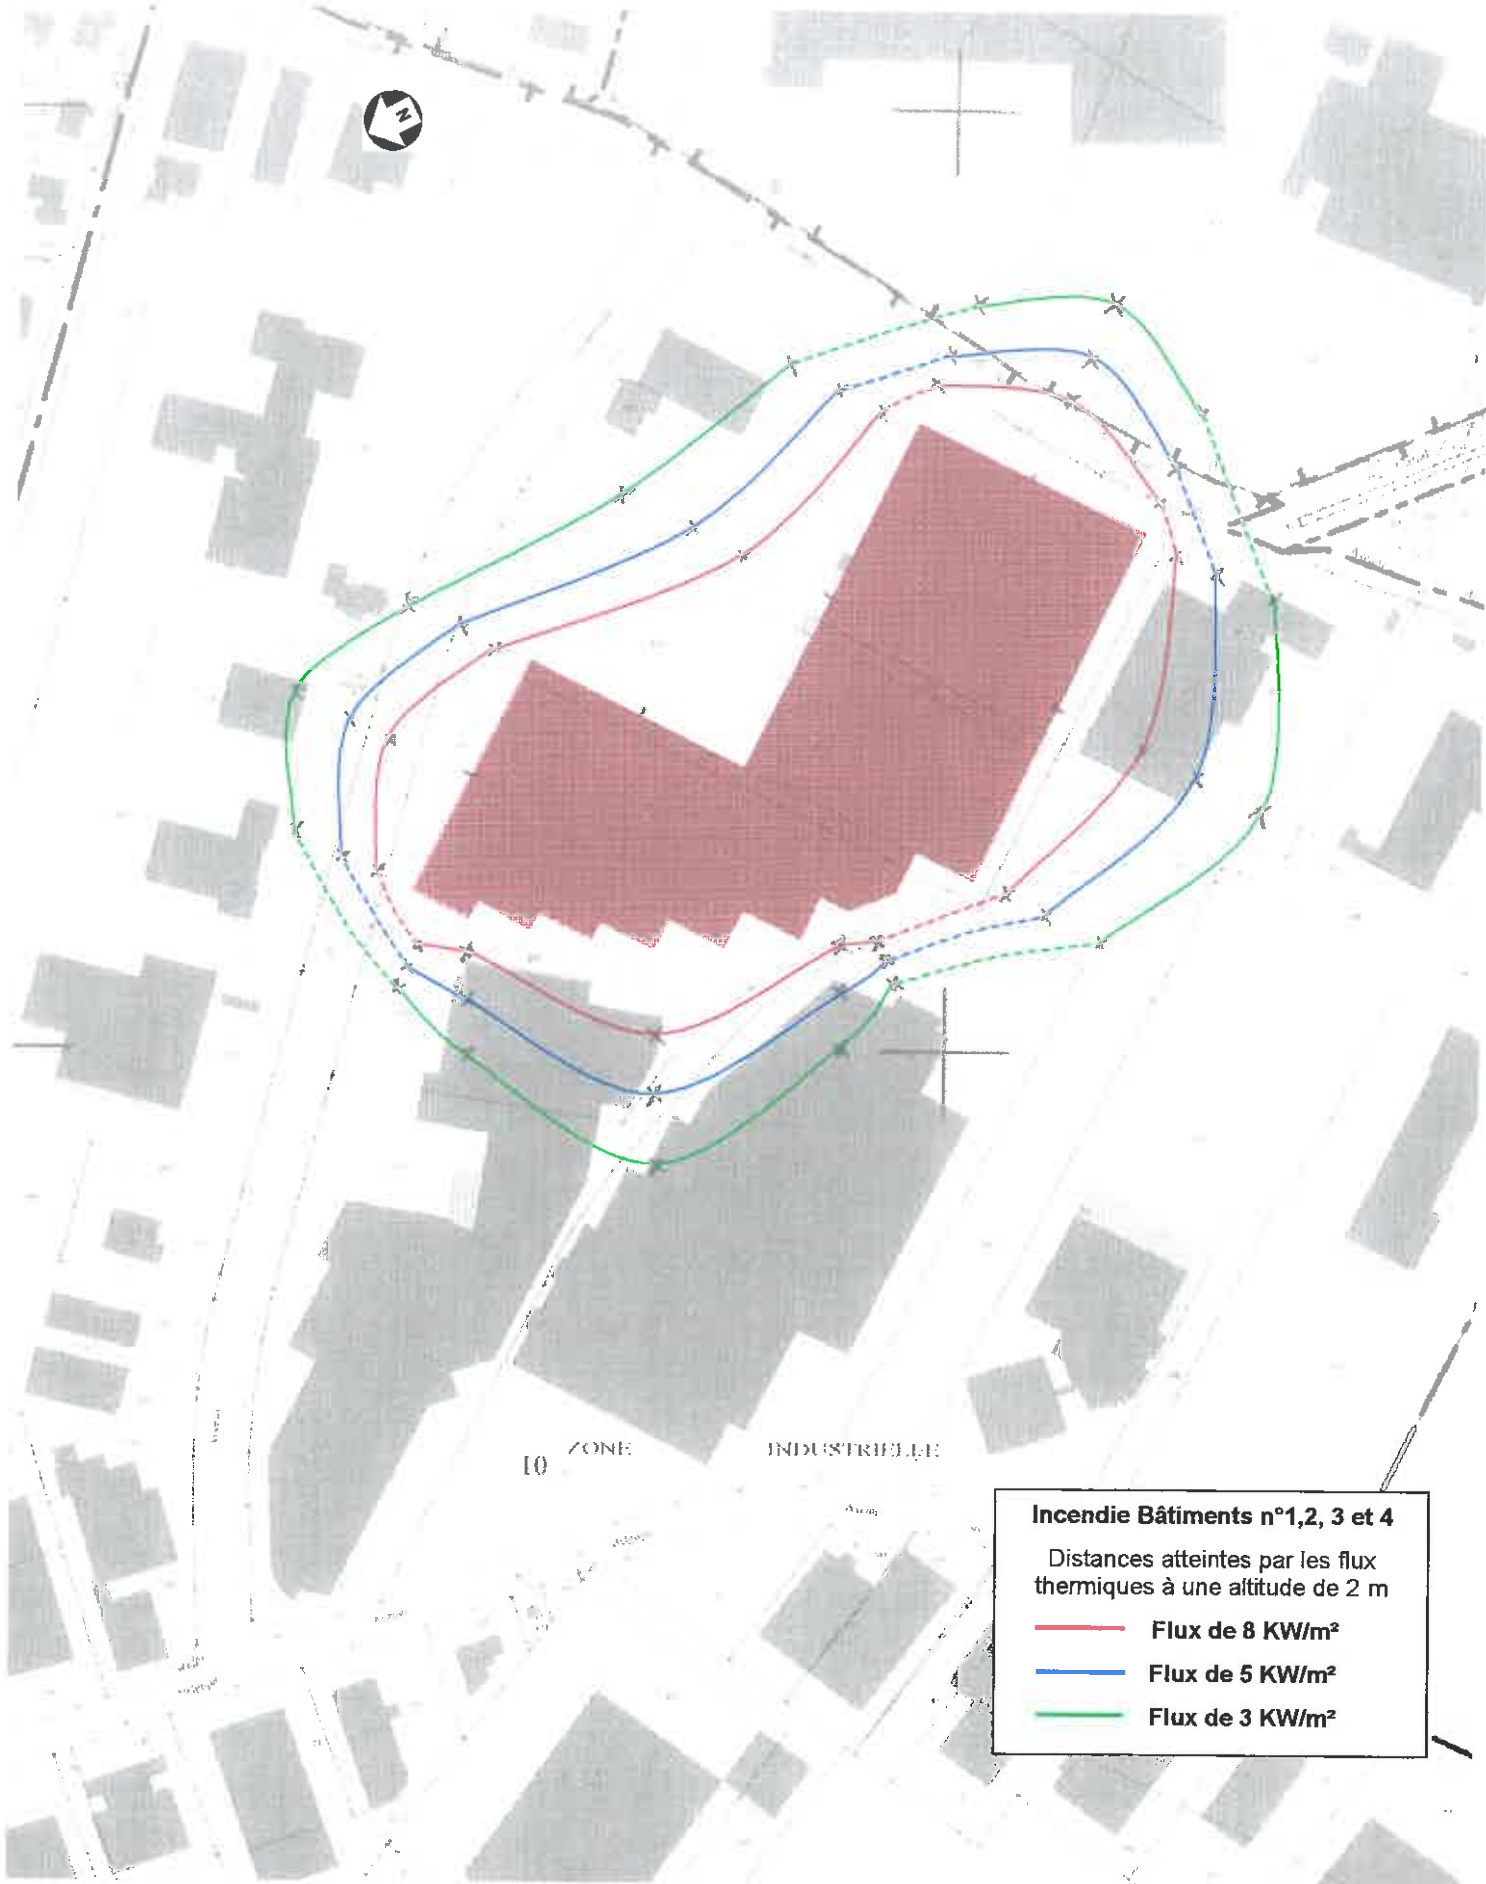 N
10 ZONE INDUSTRIELLE
Incendie Bâtiments n°1,2, 3 et 4
Distances atteintes par les flux
thermiques à une altitude de 2 m
Flux de 8 KW/m²
Flux de 5 KW/m²
Flux de 3 KW/m²